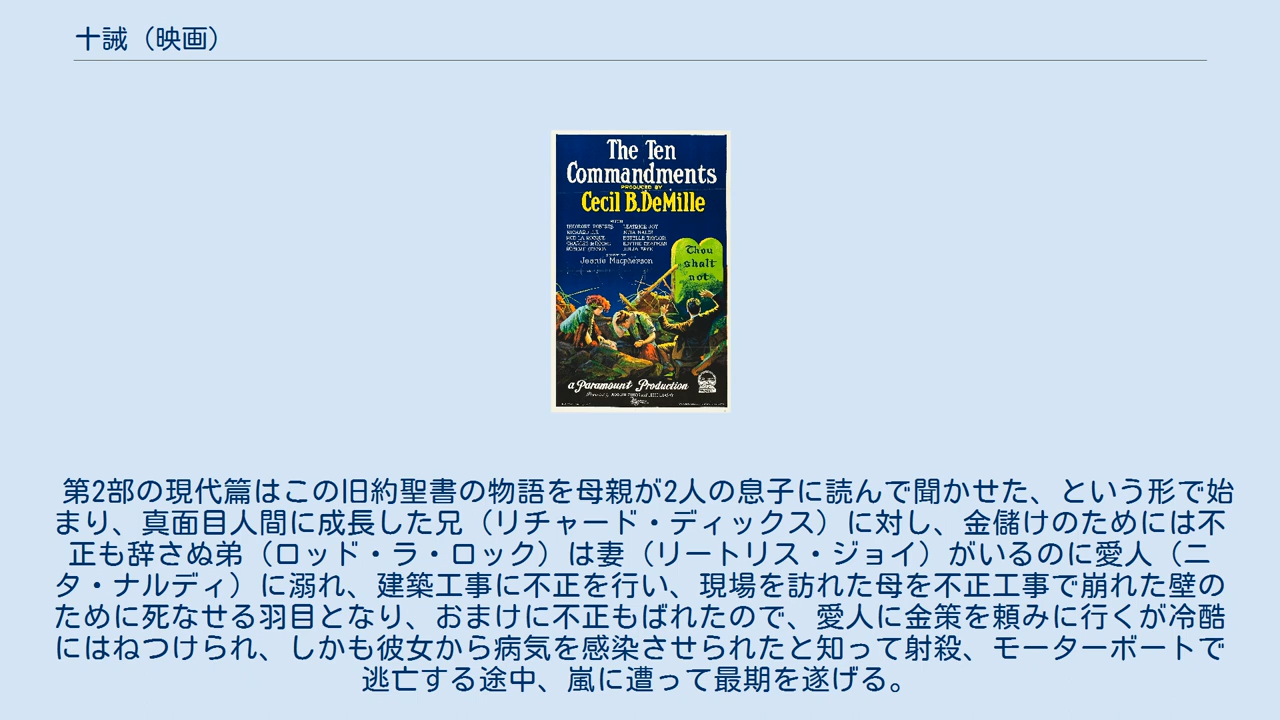 十誡（映画）
The Ten
Commandments
PRODUCED BY
Cecil B. DeMille
Jeanie Macpherson
Thou
shalt
not
a Paramount Production
第2部の現代篇はこの旧約聖書の物語を母親が2人の息子に読んで聞かせた、という形で始
まり、真面目人間に成長した兄（リチャード・ディックス）に対し、金儲けのためには不
正も辞さぬ弟（ロッド・ラ・ロック）は妻（リートリス・ジョイ）がいるのに愛人（ニ
タ・ナルディ）に溺れ、建築工事に不正を行い、現場を訪れた母を不正工事で崩れた壁の
ために死なせる羽目となり、おまけに不正もばれたので、愛人に金策を頼みに行くが冷酷
にはねつけられ、しかも彼女から病気を感染させられたと知って射殺、モーターボートで
逃亡する途中、嵐に遭って最期を遂げる。